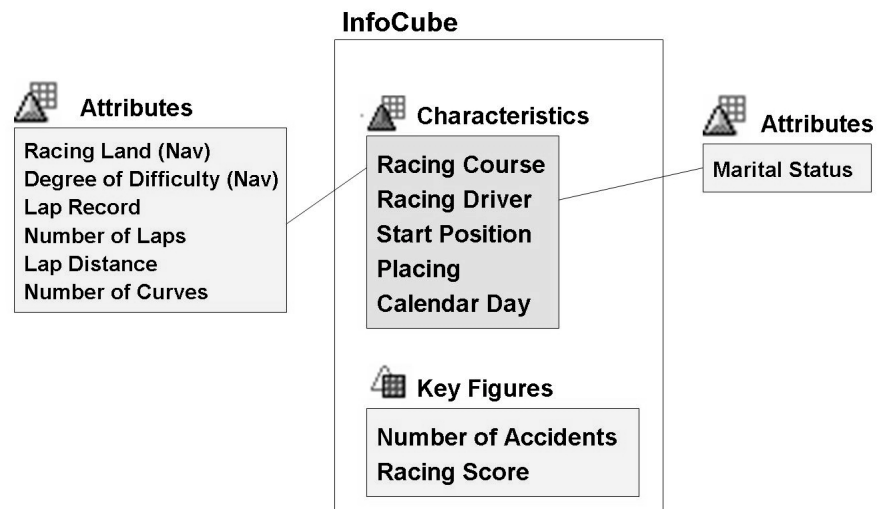 InfoCube
Attributes
Racing Land (Nav)
Degree of Difficulty (Nav)
Lap Record
Number of Laps
Lap Distance
Number of Curves
Characteristics
Racing Course
Racing Driver
Start Position
Placing
Calendar Day
Attributes
Marital Status
Key Figures
Number of Accidents
Racing Score